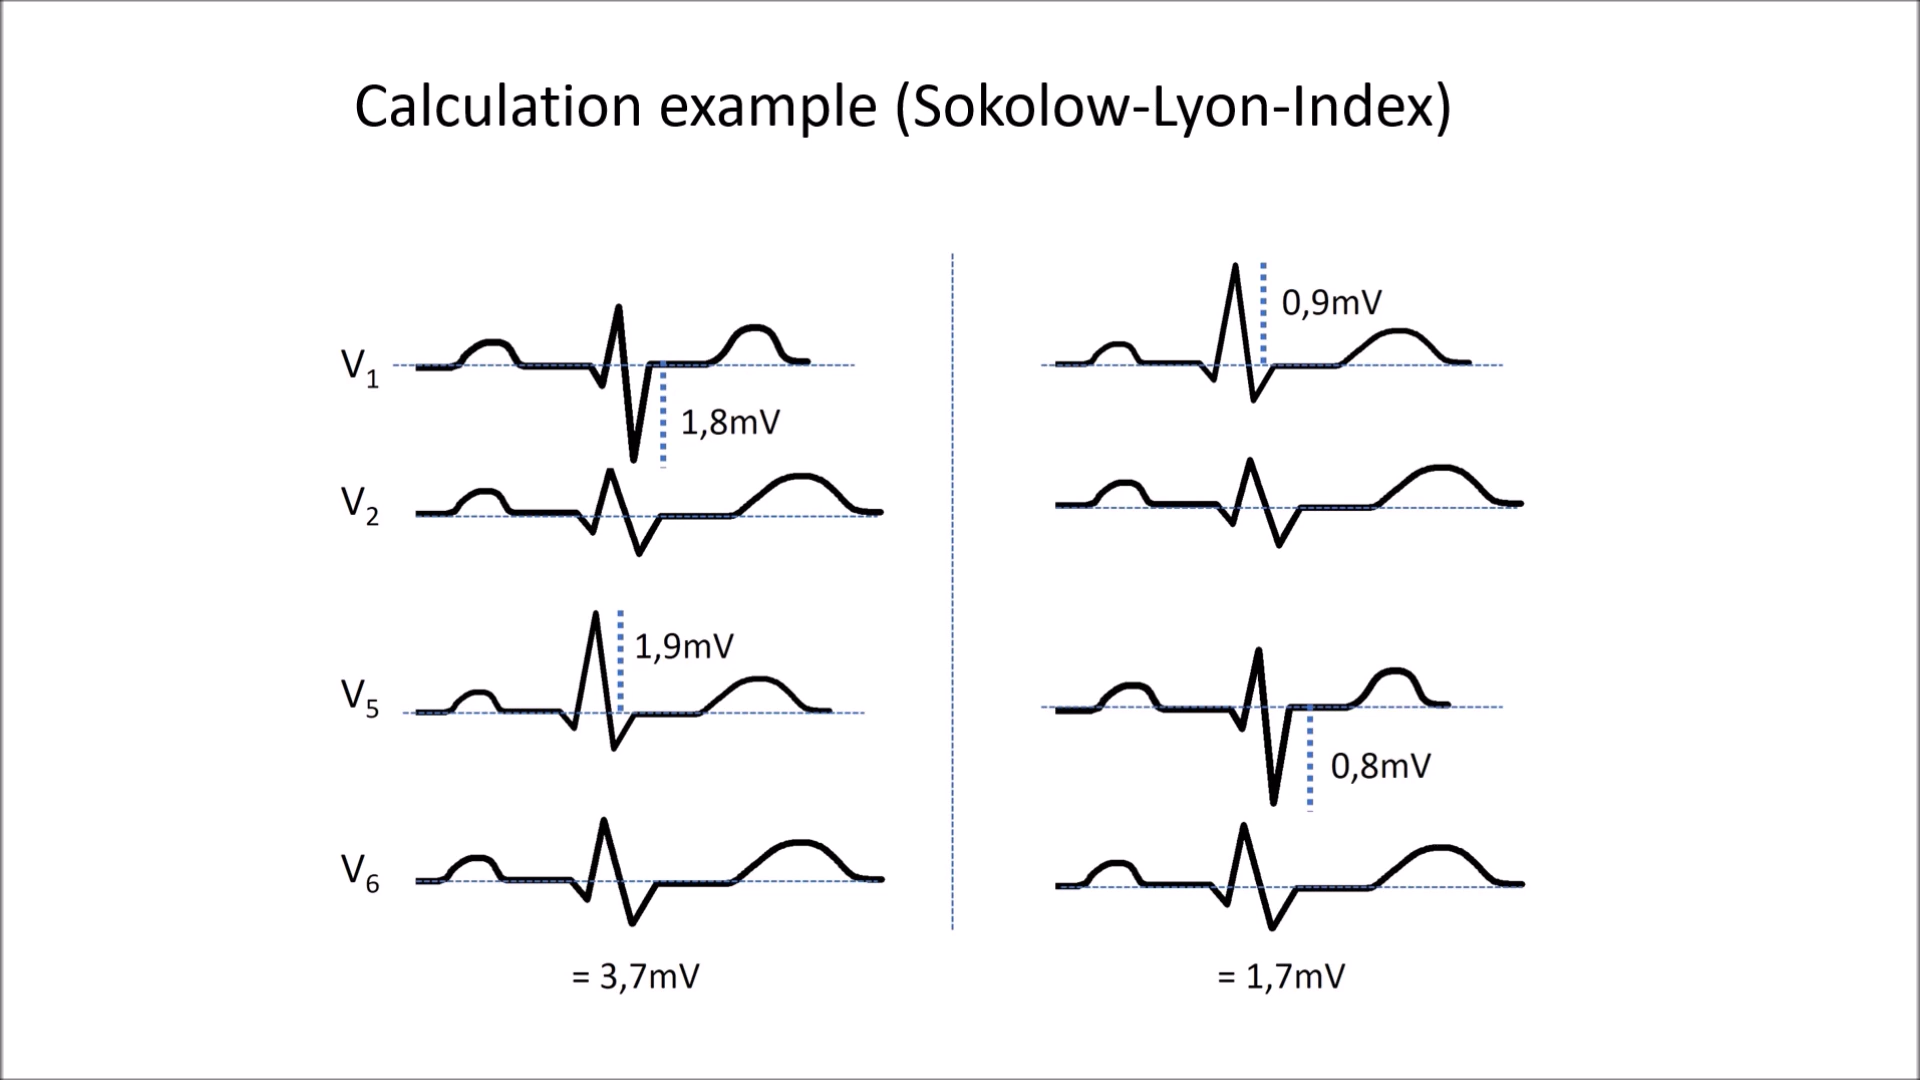 Calculation example (Sokolow-Lyon-Index)
V1
1,8mV
V2
1,9mV
V5
V6
= 3,7mV
0,9mV
0,8mV
= 1,7mV